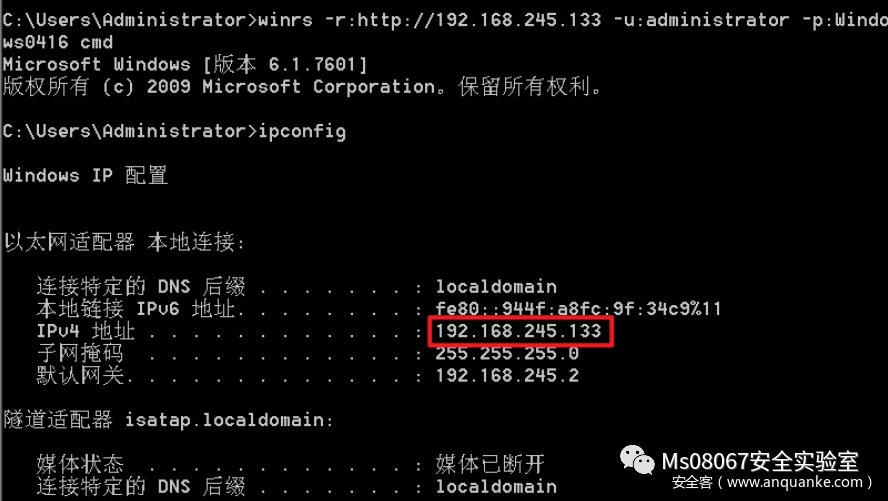 C:\Users\Administrator>winrs -r:http://192.168.245.133 -u:administrator -p:Windo
ws0416 cmd
Microsoft Windows [版本 6.1.7601]
版权所有 (c) 2009 Microsoft Corporation。保留所有权利。
C:\Users\Administrator>ipconfig
Windows IP 配置
以太网适配器 本地连接:
连接特定的 DNS 后缀 . . . . . . . : localdomain
本地链接 IPv6 地址. . . . . . . . : fe80::944f:a8fc:9f:34c9%11
IPv4 地址 . . . . . . . . . . . . : 192.168.245.133
子网掩码 . . . . . . . . . . . . : 255.255.255.0
默认网关. . . . . . . . . . . . . : 192.168.245.2
隧道适配器 isatap.localdomain:
媒体状态 . . . . . . . . . . . . : 媒体已断开
连接特定的 DNS 后缀 . . . . . . . : localdomain
Ms08067安全实验室
安全客（www.anquanke.com）